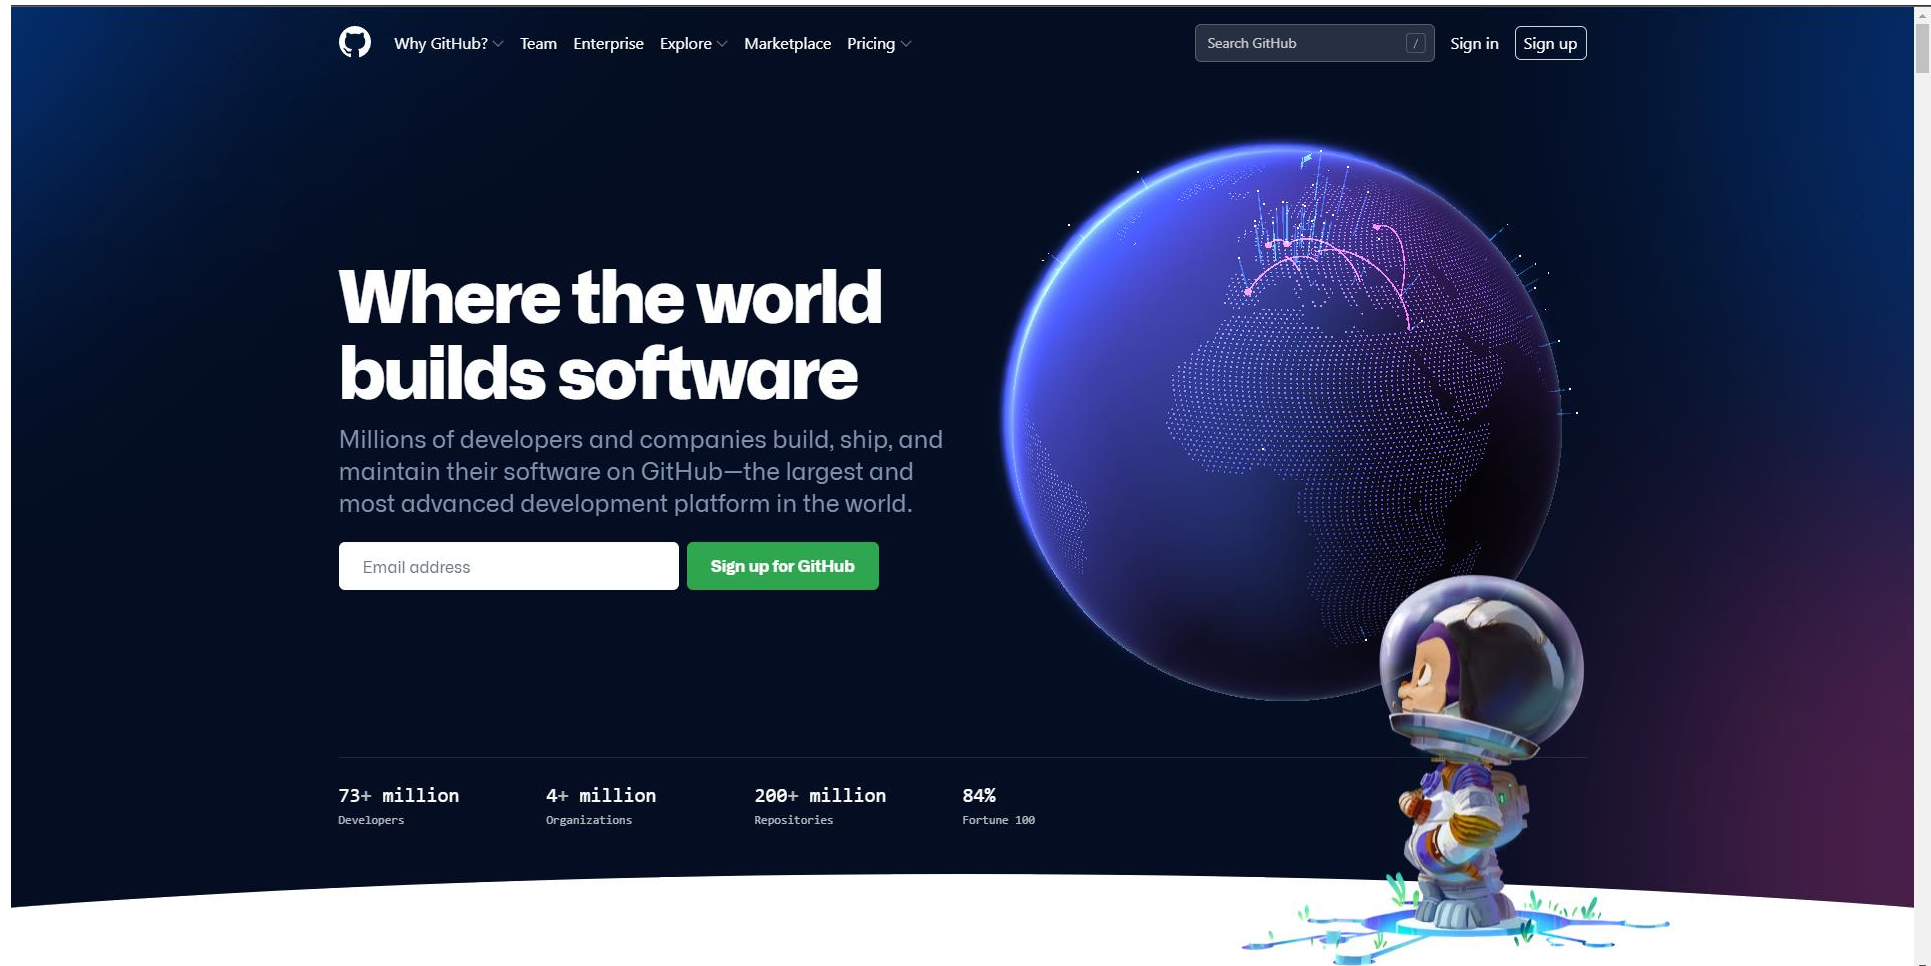 Why GitHub? Team Enterprise Explore Marketplace Pricing Search GitHub / Sign in Sign up
Where the world
builds software
Millions of developers and companies build, ship, and
maintain their software on GitHub—the largest and
most advanced development platform in the world.
Email address Sign up for GitHub
73+ million 4+ million 200+ million 84%
Developers Organizations Repositories Fortune 100